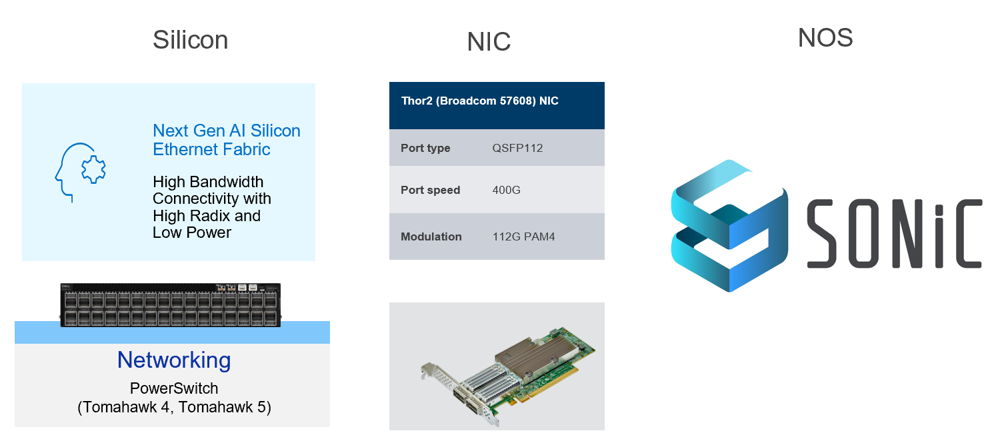 Silicon
NIC
NOS
Next Gen AI Silicon
Ethernet Fabric
High Bandwidth
Connectivity with
High Radix and
Low Power
DELL
Networking
PowerSwitch
(Tomahawk 4, Tomahawk 5)
Thor2 (Broadcom 57608) NIC
Port type QSFP112
Port speed 400G
Modulation 112G PAM4
SONiC